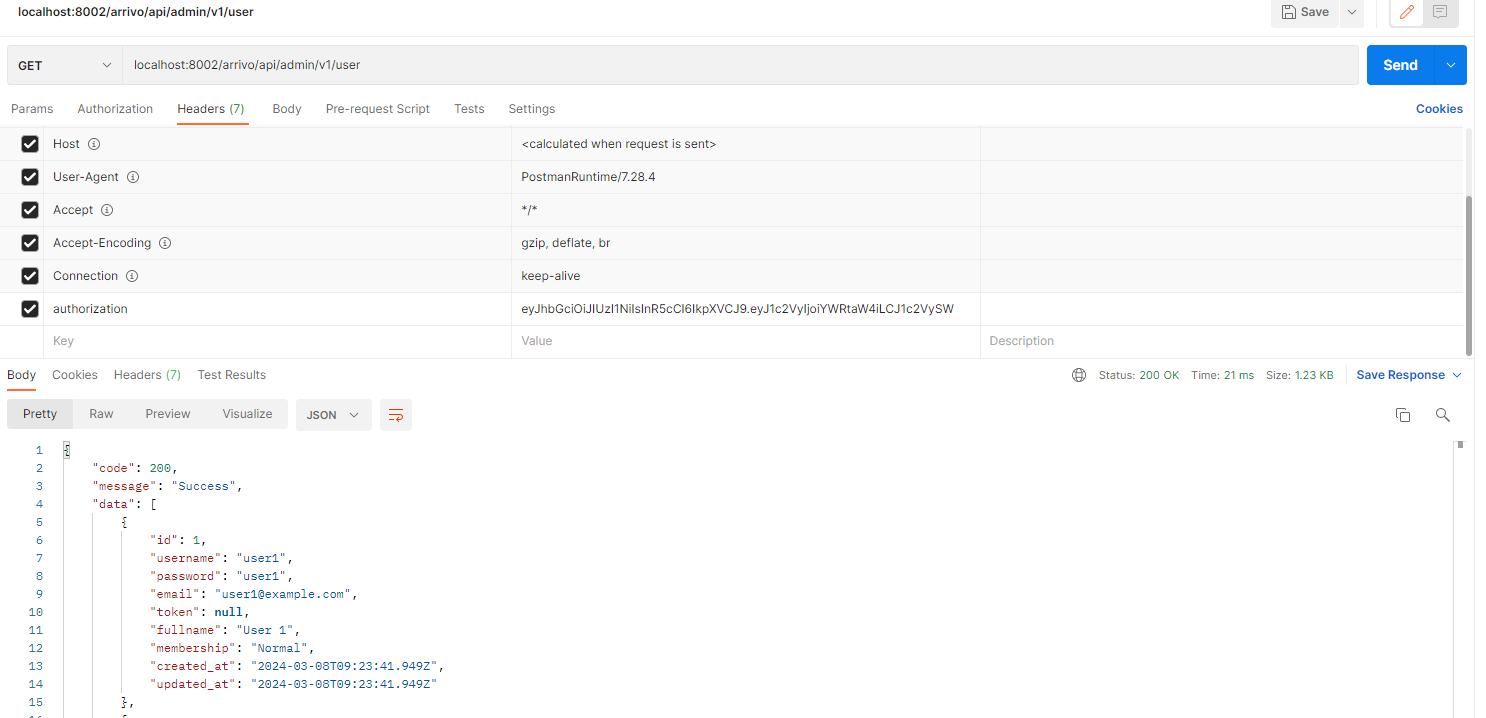 localhost:8002/arrivo/api/admin/v1/user
Save
GET localhost:8002/arrivo/api/admin/v1/user Send
Params Authorization Headers (7) Body Pre-request Script Tests Settings Cookies
Host <calculated when request is sent>
User-Agent PostmanRuntime/7.28.4
Accept */*
Accept-Encoding gzip, deflate, br
Connection keep-alive
authorization eyJhbGciOiJIUzI1NiIsInR5cCI6IkpXVCJ9.eyJ1c2VyIjoiYWRtaW4iLCJ1c2VySW
Key Value Description
Body Cookies Headers (7) Test Results Status: 200 OK Time: 21 ms Size: 1.23 KB Save Response
Pretty Raw Preview Visualize JSON
1 {
2 "code": 200,
3 "message": "Success",
4 "data": [
5 {
6 "id": 1,
7 "username": "user1",
8 "password": "user1",
9 "email": "user1@example.com",
10 "token": null,
11 "fullname": "User 1",
12 "membership": "Normal",
13 "created_at": "2024-03-08T09:23:41.949Z",
14 "updated_at": "2024-03-08T09:23:41.949Z"
15 },